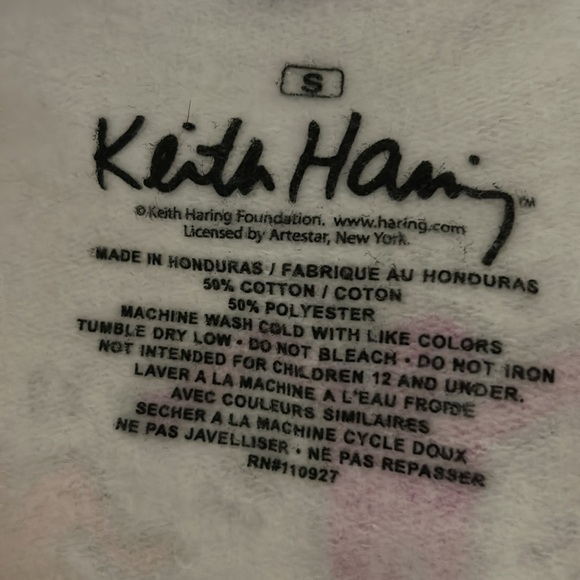 S
Keith Haring™
© Keith Haring Foundation. www.haring.com
Licensed by Artestar, New York.
MADE IN HONDURAS / FABRIQUE AU HONDURAS
50% COTTON / COTON
50% POLYESTER
MACHINE WASH COLD WITH LIKE COLORS
TUMBLE DRY LOW • DO NOT BLEACH • DO NOT IRON
NOT INTENDED FOR CHILDREN 12 AND UNDER.
LAVER A LA MACHINE A L'EAU FROIDE
AVEC COULEURS SIMILAIRES
SECHER A LA MACHINE CYCLE DOUX
NE PAS JAVELLISER • NE PAS REPASSER
RN#110927